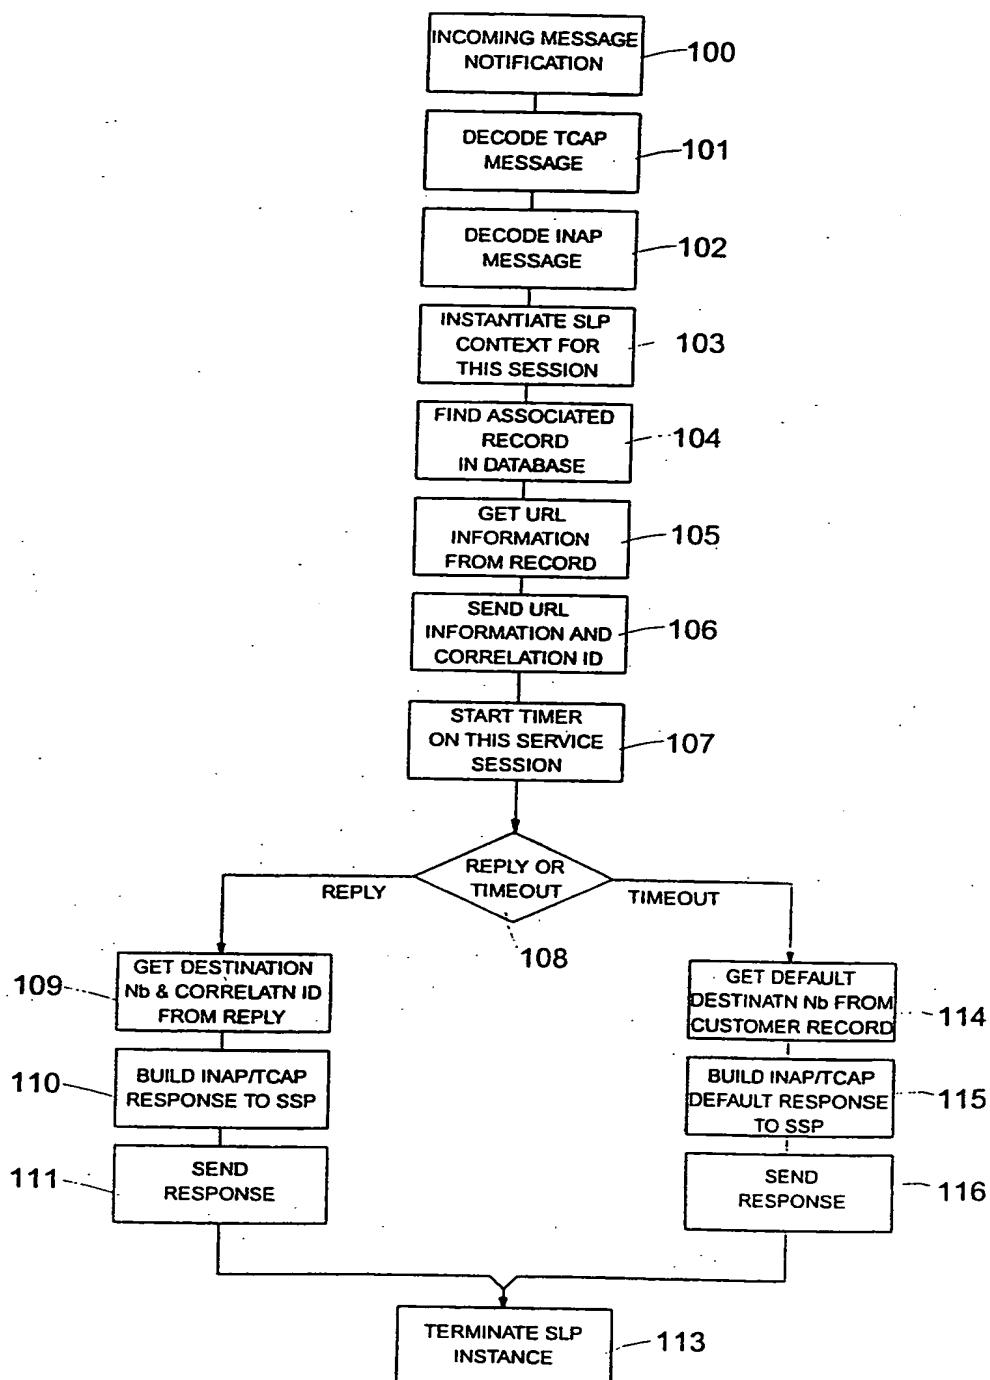 INCOMING MESSAGE
NOTIFICATION
100
DECODE TCAP
MESSAGE
101
DECODE INAP
MESSAGE
102
INSTANTIATE SLP
CONTEXT FOR
THIS SESSION
103
FIND ASSOCIATED
RECORD
IN DATABASE
104
GET URL
INFORMATION
FROM RECORD
105
SEND URL
INFORMATION AND
CORRELATION ID
106
START TIMER
ON THIS SERVICE
SESSION
107
REPLY OR
TIMEOUT
REPLY
TIMEOUT
108
GET DESTINATION
Nb & CORRELATN ID
FROM REPLY
109
BUILD INAP/TCAP
RESPONSE TO SSP
110
SEND
RESPONSE
111
GET DEFAULT
DESTINATN Nb FROM
CUSTOMER RECORD
114
BUILD INAP/TCAP
DEFAULT RESPONSE
TO SSP
115
SEND
RESPONSE
116
TERMINATE SLP
INSTANCE
113